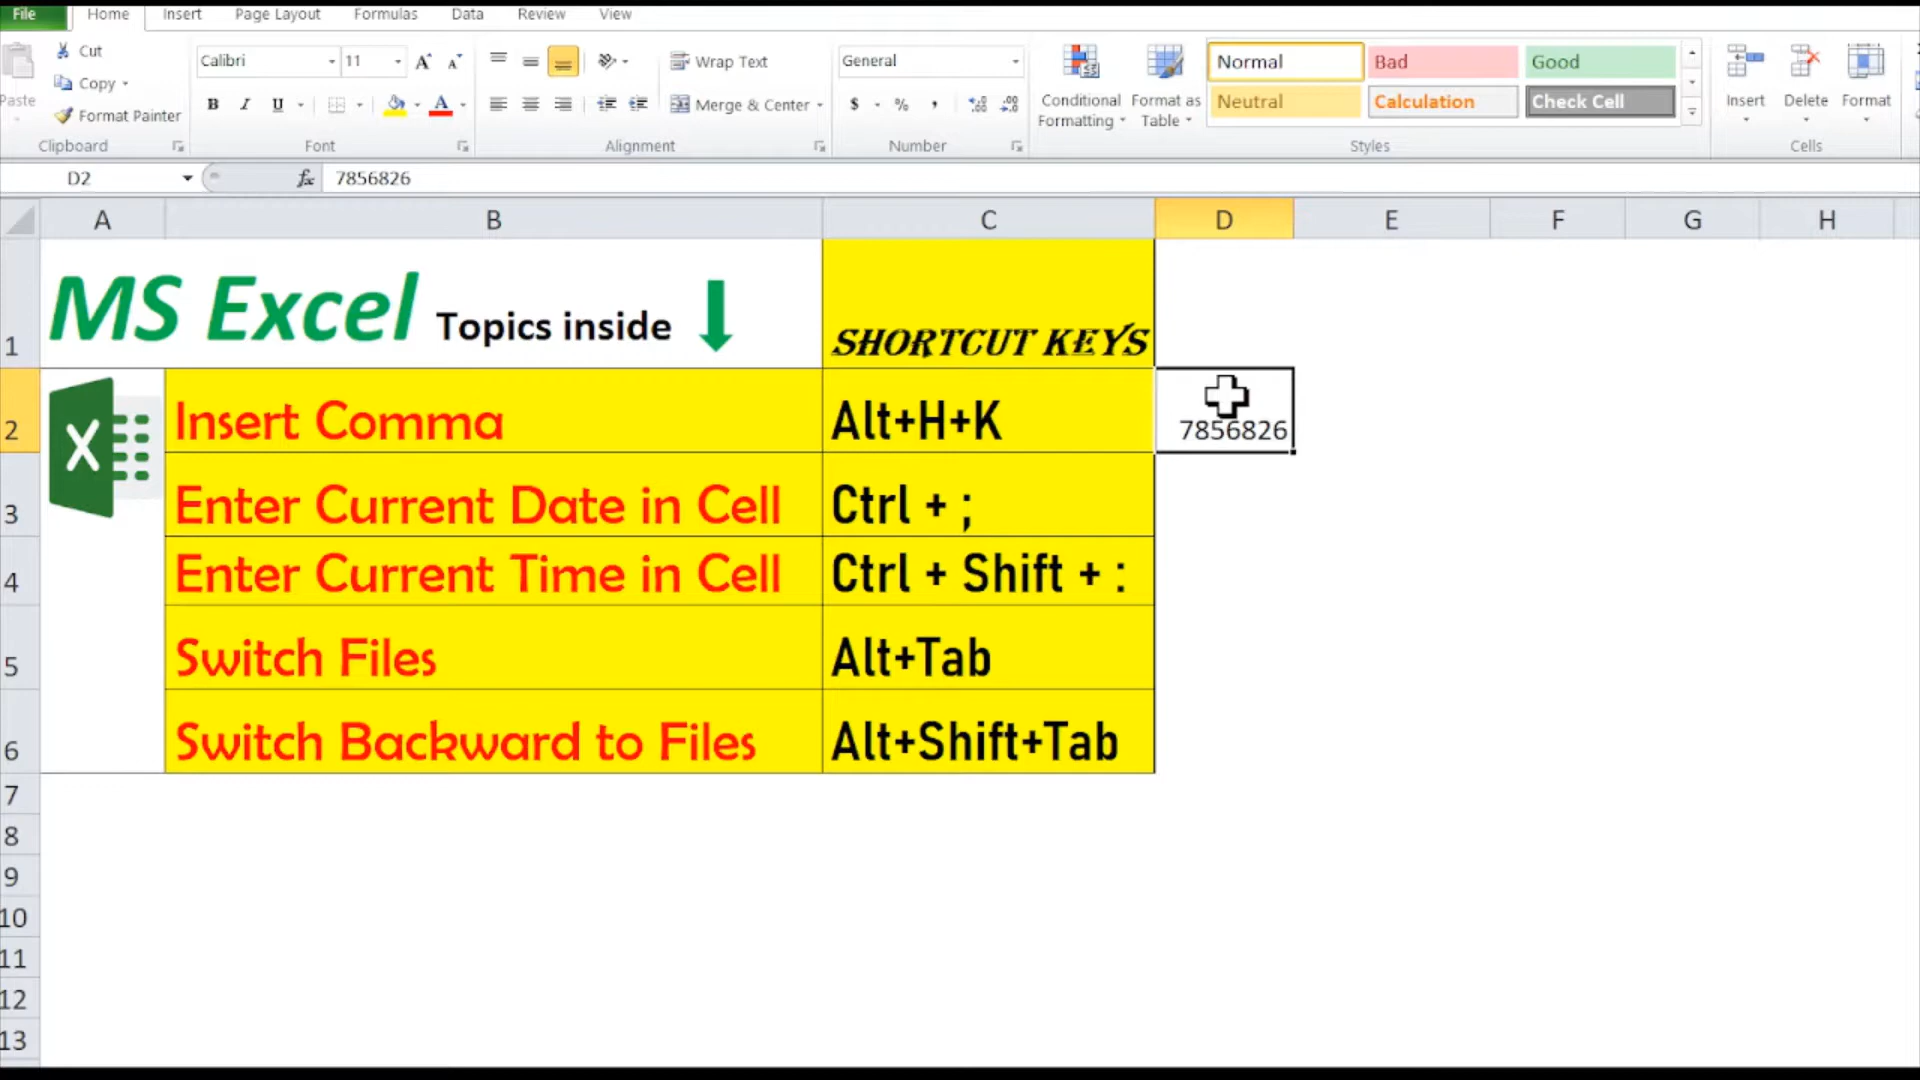 File Home Insert Page Layout Formulas Data Review View
Cut
Copy
Format Painter
Paste
Clipboard
Calibri 11
B I U A
Font
Wrap Text
Merge & Center
Alignment
General
$ % ,
Number
Conditional Formatting
Format as Table
Normal Bad Good
Neutral Calculation Check Cell
Styles
Insert Delete Format
Cells
D2 fx 7856826
A B C D E F G H
1 MS Excel Topics inside SHORTCUT KEYS
2 X Insert Comma Alt+H+K 7856826
3 Enter Current Date in Cell Ctrl + ;
4 Enter Current Time in Cell Ctrl + Shift + :
5 Switch Files Alt+Tab
6 Switch Backward to Files Alt+Shift+Tab
7
8
9
10
11
12
13